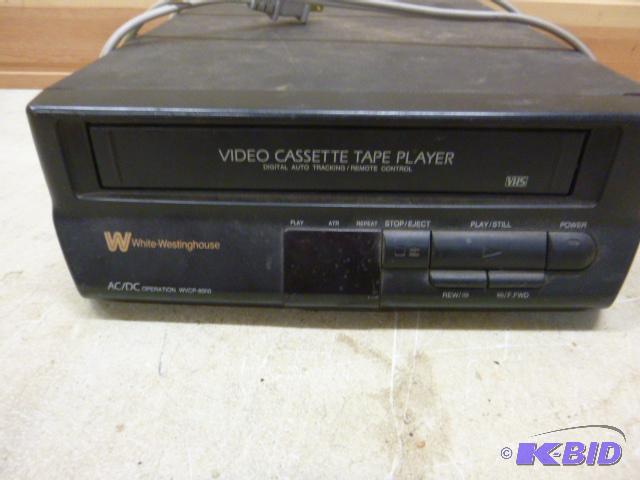 VIDEO CASSETTE TAPE PLAYER
DIGITAL AUTO TRACKING/REMOTE CONTROL
VHS
PLAY ATR REPEAT STOP/EJECT PLAY/STILL POWER
W White-Westinghouse
AC/DC OPERATION
REW/ F.FWD
© K-BID